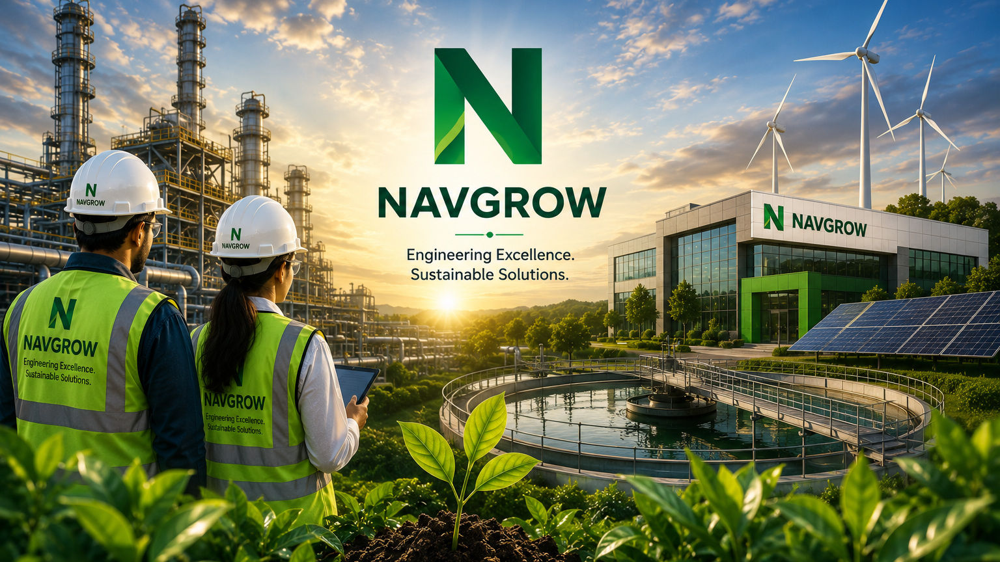 N
NAVGROW
Engineering Excellence.
Sustainable Solutions.
N
NAVGROW
N
NAVGROW
N
NAVGROW
N
NAVGROW
Engineering Excellence.
Sustainable Solutions.
NAVGROW
Engineering Excellence.
Sustainable Solutions.